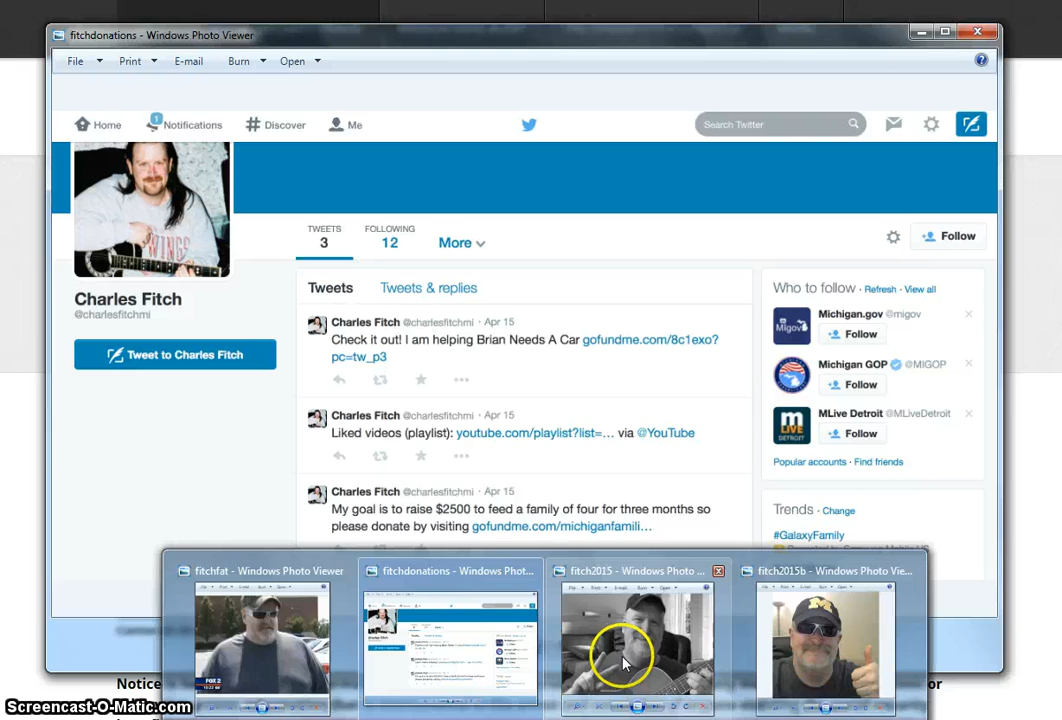 fitchdonations - Windows Photo Viewer
File Print E-mail Burn Open
Home 1 Notifications # Discover Me Search Twitter
WINGS
TWEETS
3
FOLLOWING
12
More
Follow
Charles Fitch
@charlesfitchmi
Tweet to Charles Fitch
Tweets Tweets & replies
Charles Fitch @charlesfitchmi · Apr 15
Check it out! I am helping Brian Needs A Car gofundme.com/8c1exo?
pc=tw_p3
Charles Fitch @charlesfitchmi · Apr 15
Liked videos (playlist): youtube.com/playlist?list=... via @YouTube
Charles Fitch @charlesfitchmi · Apr 15
My goal is to raise $2500 to feed a family of four for three months so
please donate by visiting gofundme.com/michiganfamili...
Who to follow · Refresh · View all
Michigan.gov @migov
Follow
Michigan GOP @MIGOP
Follow
MLive Detroit @MLiveDetroit
Follow
Popular accounts · Find friends
Trends · Change
#GalaxyFamily
fitchfat - Windows Photo Viewer
fitchdonations - Windows Phot...
fitch2015 - Windows Photo ...
fitch2015b - Windows Photo Vie...
FOX 2
Notice
or
Screencast-O-Matic.com